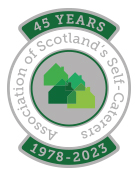 45 YEARS
Association of Scotland's Self-Caterers
1978-2023